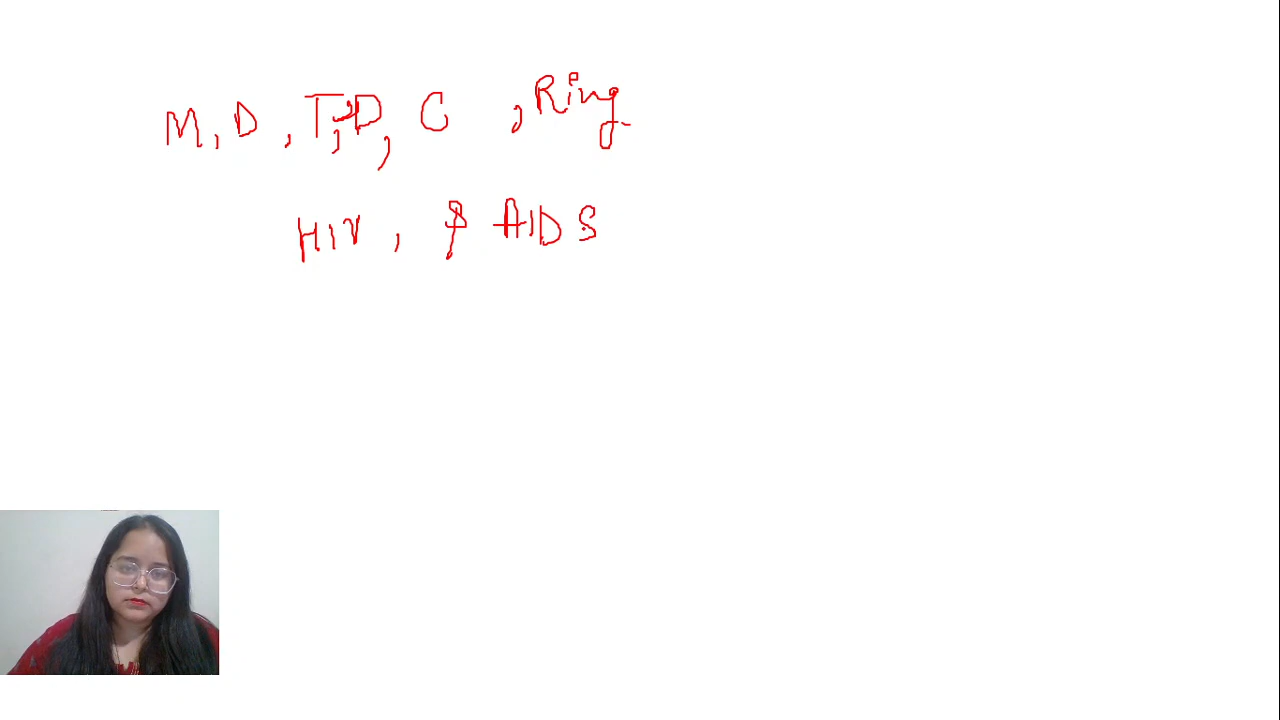 M, D, T, D, C , Ring
HIV, & AIDS